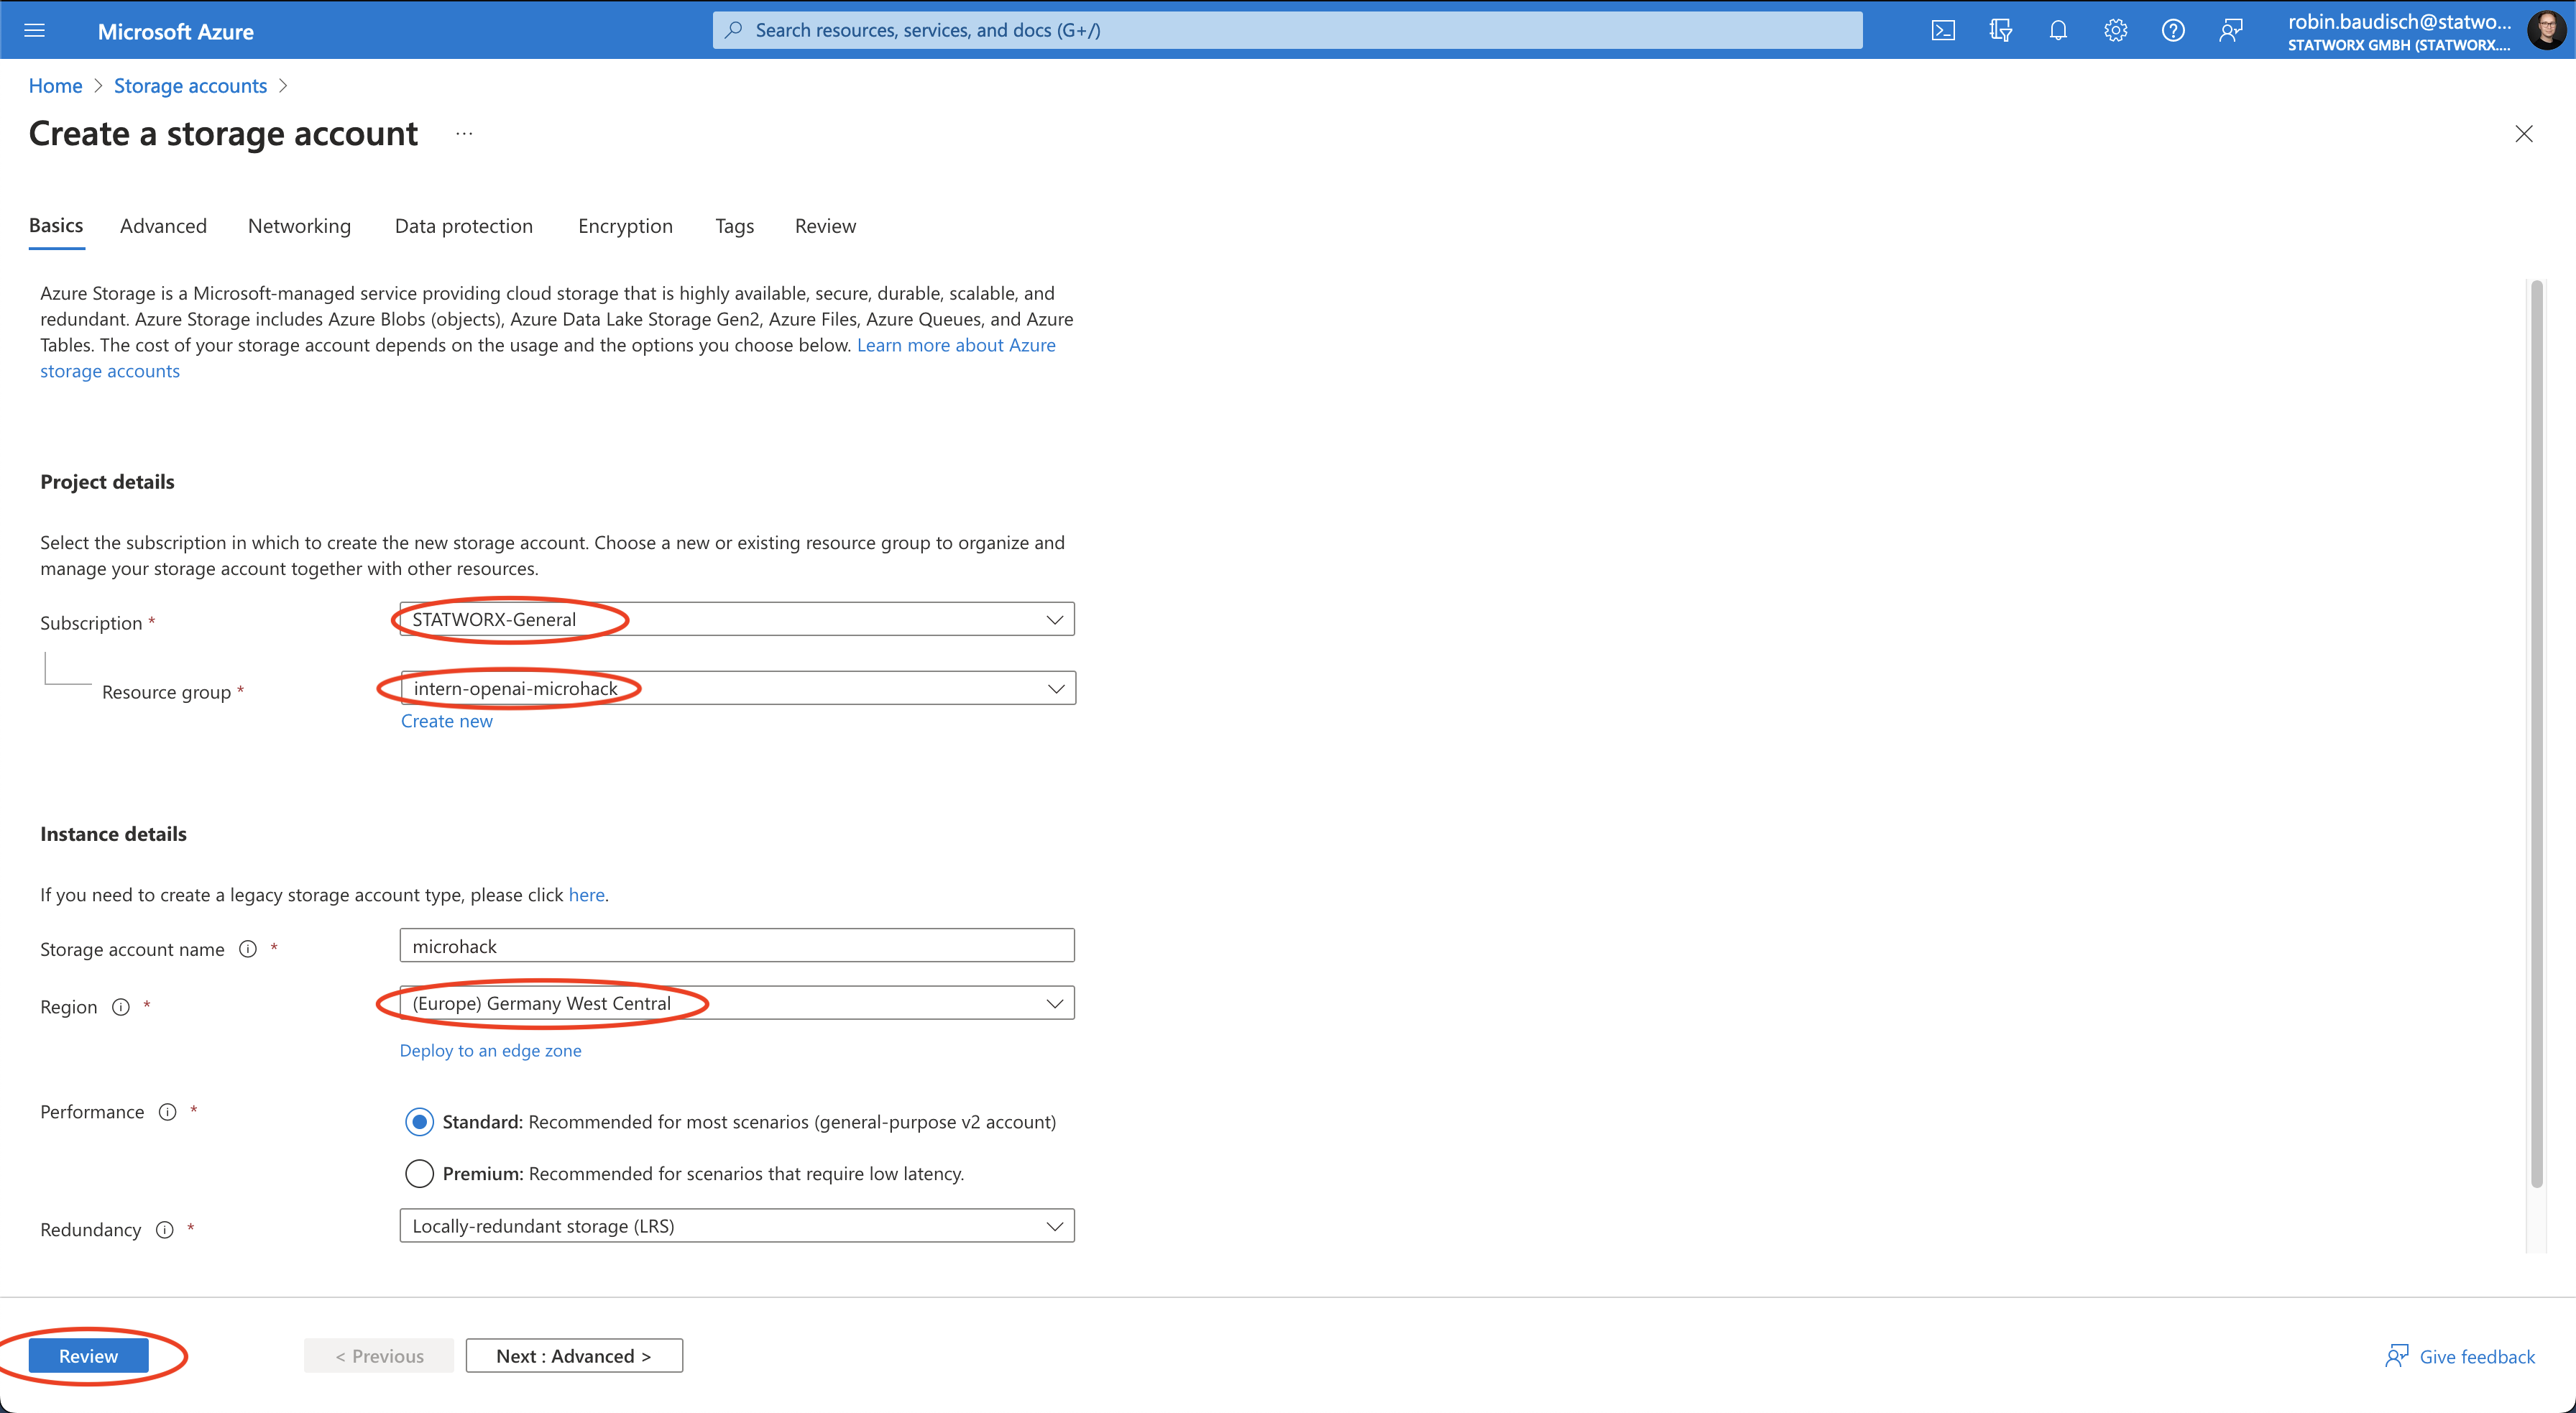 Microsoft Azure
Search resources, services, and docs (G+/)
robin.baudisch@statwo...
STATWORX GMBH (STATWORX....
Home > Storage accounts >
Create a storage account ...
Basics Advanced Networking Data protection Encryption Tags Review
Azure Storage is a Microsoft-managed service providing cloud storage that is highly available, secure, durable, scalable, and
redundant. Azure Storage includes Azure Blobs (objects), Azure Data Lake Storage Gen2, Azure Files, Azure Queues, and Azure
Tables. The cost of your storage account depends on the usage and the options you choose below. Learn more about Azure
storage accounts
Project details
Select the subscription in which to create the new storage account. Choose a new or existing resource group to organize and
manage your storage account together with other resources.
Subscription * STATWORX-General
Resource group * intern-openai-microhack
Create new
Instance details
If you need to create a legacy storage account type, please click here.
Storage account name * microhack
Region * (Europe) Germany West Central
Deploy to an edge zone
Performance *
Standard: Recommended for most scenarios (general-purpose v2 account)
Premium: Recommended for scenarios that require low latency.
Redundancy * Locally-redundant storage (LRS)
Review < Previous Next : Advanced > Give feedback